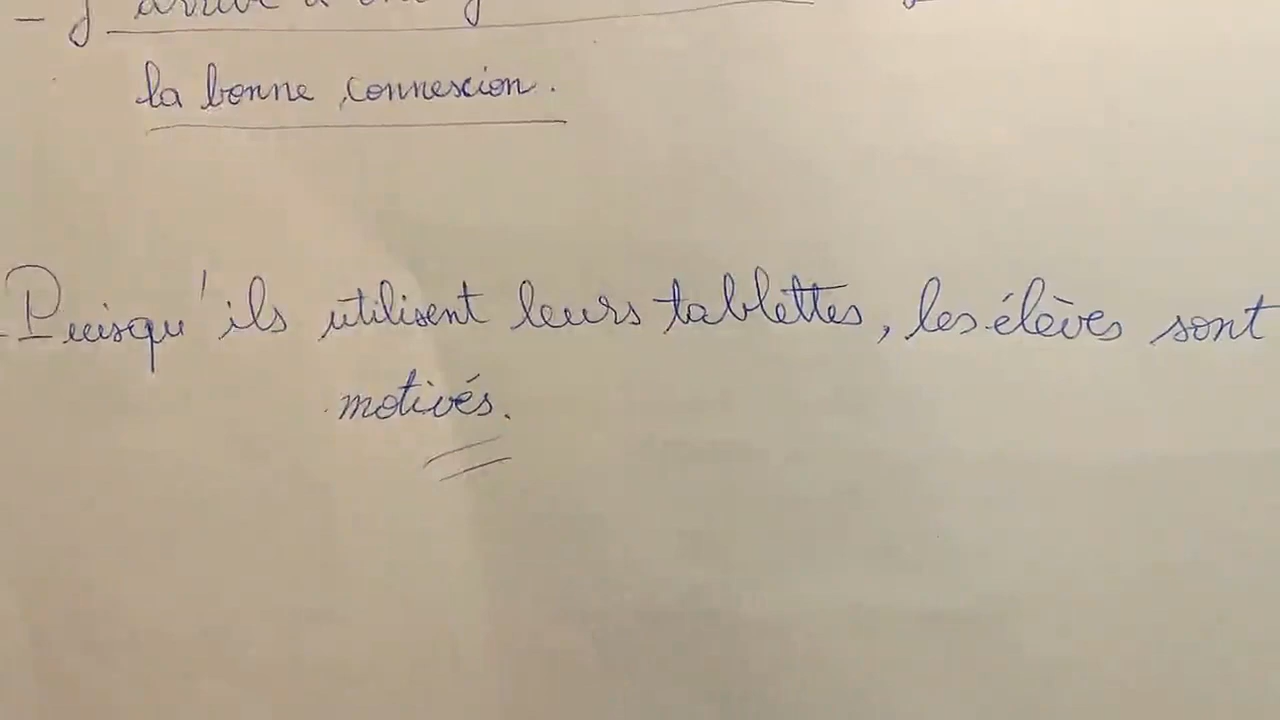 la bonne connexion.
- Puisqu'ils utilisent leurs tablettes, les élèves sont
motivés.